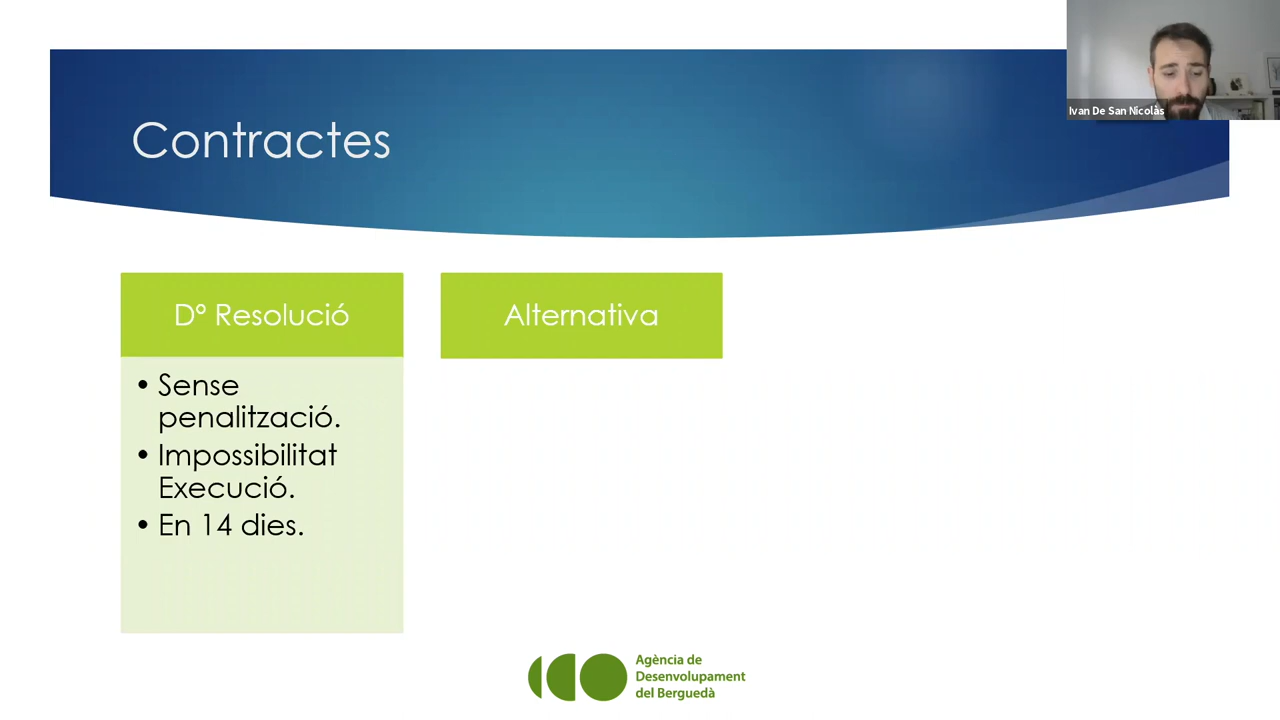 Ivan De San Nicolàs
Contractes
Dº Resolució
• Sense
penalització.
• Impossibilitat
Execució.
• En 14 dies.
Alternativa
Agència de
Desenvolupament
del Berguedà